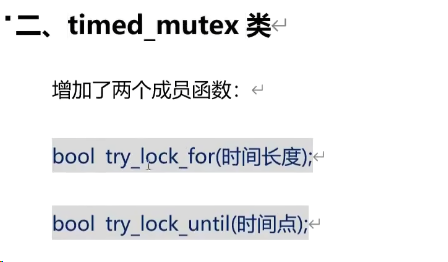 二、timed_mutex 类
增加了两个成员函数：
bool try_lock_for(时间长度);
bool try_lock_until(时间点);